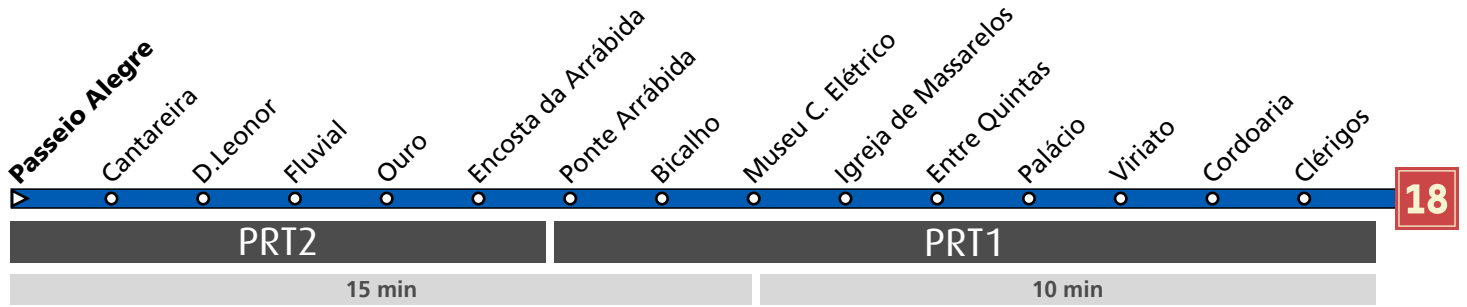 Passeio Alegre
Cantareira
D.Leonor
Fluvial
Ouro
Encosta da Arrábida
Ponte Arrábida
Bicalho
Museu C. Elétrico
Igreja de Massarelos
Entre Quintas
Palácio
Viriato
Cordoaria
Clérigos
18
PRT2
PRT1
15 min
10 min